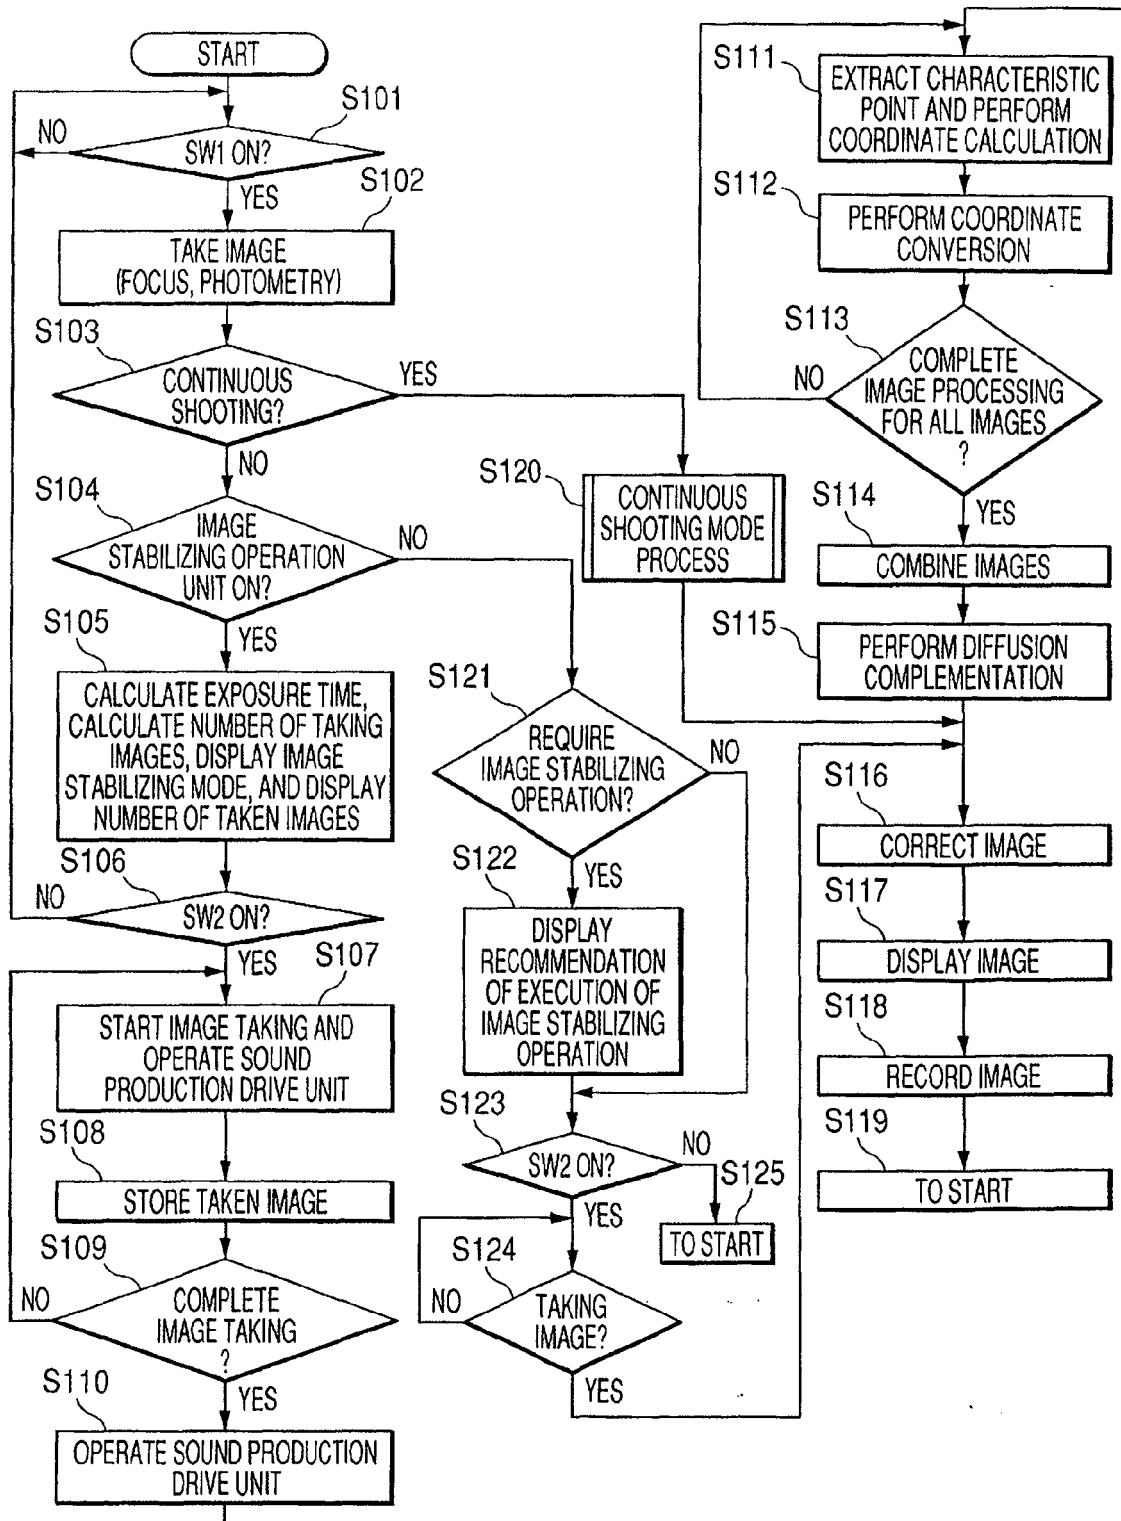 START
S101
NO
SW1 ON?
YES
S102
TAKE IMAGE
(FOCUS, PHOTOMETRY)
S103
CONTINUOUS
SHOOTING?
YES
NO
S104
IMAGE
STABILIZING OPERATION
UNIT ON?
NO
YES
S105
CALCULATE EXPOSURE TIME,
CALCULATE NUMBER OF TAKING
IMAGES, DISPLAY IMAGE
STABILIZING MODE, AND DISPLAY
NUMBER OF TAKEN IMAGES
S106
NO
SW2 ON?
YES
S107
START IMAGE TAKING AND
OPERATE SOUND
PRODUCTION DRIVE UNIT
S108
STORE TAKEN IMAGE
S109
NO
COMPLETE
IMAGE TAKING
?
YES
S110
OPERATE SOUND PRODUCTION
DRIVE UNIT
S120
CONTINUOUS
SHOOTING MODE
PROCESS
S121
REQUIRE
IMAGE STABILIZING
OPERATION?
NO
YES
S122
DISPLAY
RECOMMENDATION
OF EXECUTION OF
IMAGE STABILIZING
OPERATION
S123
SW2 ON?
NO
YES
S125
TO START
S124
NO
TAKING
IMAGE?
YES
S111
EXTRACT CHARACTERISTIC
POINT AND PERFORM
COORDINATE CALCULATION
S112
PERFORM COORDINATE
CONVERSION
S113
NO
COMPLETE
IMAGE PROCESSING
FOR ALL IMAGES
?
YES
S114
COMBINE IMAGES
S115
PERFORM DIFFUSION
COMPLEMENTATION
S116
CORRECT IMAGE
S117
DISPLAY IMAGE
S118
RECORD IMAGE
S119
TO START